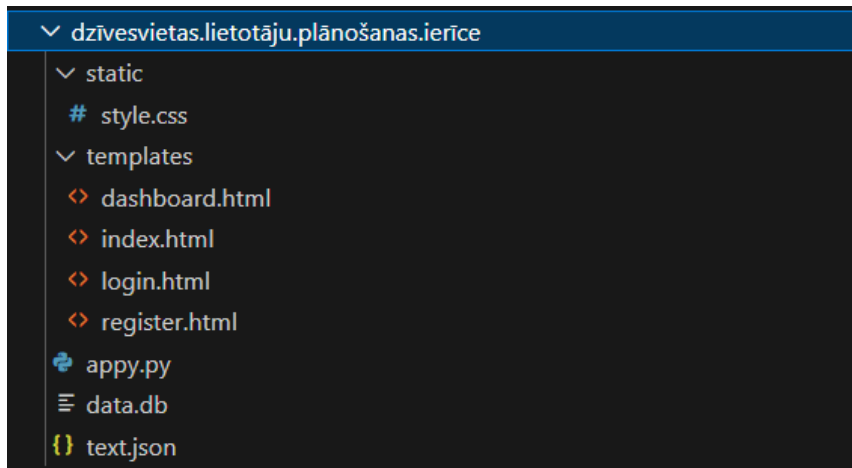 dzīvesvietas.lietotāju.plānošanas.ierīce
static
# style.css
templates
<> dashboard.html
<> index.html
<> login.html
<> register.html
appy.py
data.db
{} text.json